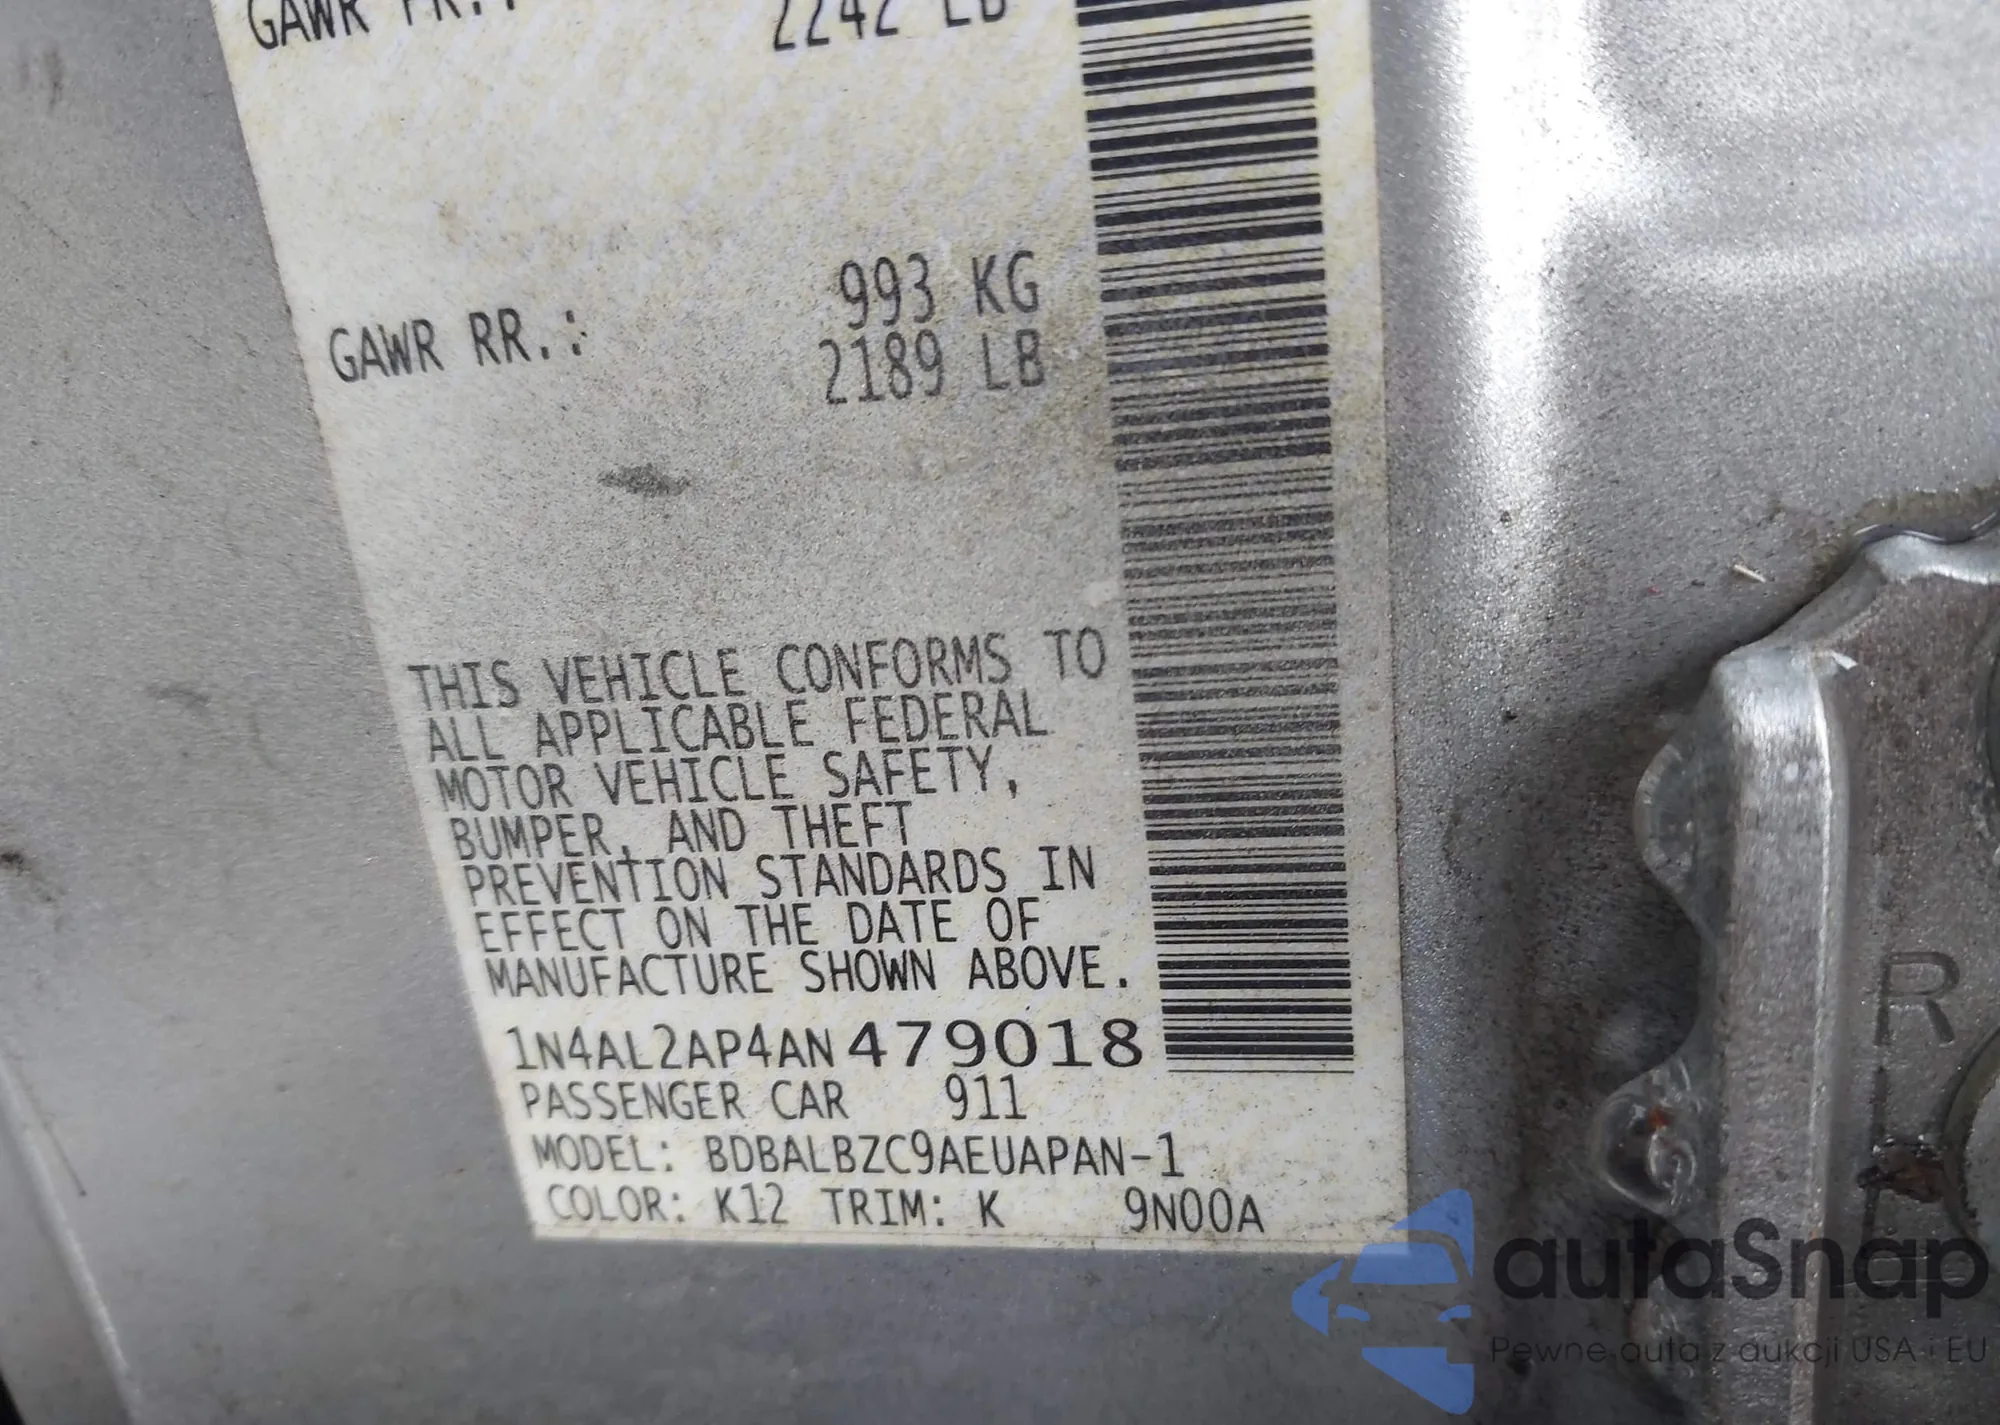 GAWR FR.:
2242 LB
993 KG
GAWR RR.:
2189 LB
THIS VEHICLE CONFORMS TO
ALL APPLICABLE FEDERAL
MOTOR VEHICLE SAFETY,
BUMPER, AND THEFT
PREVENTION STANDARDS IN
EFFECT ON THE DATE OF
MANUFACTURE SHOWN ABOVE.
1N4AL2AP4AN479018
PASSENGER CAR 911
MODEL: BDBALBZC9AEUAPAN-1
COLOR: K12 TRIM: K 9N00A
R
autaSnap
Pewne auta z aukcji USA i EU